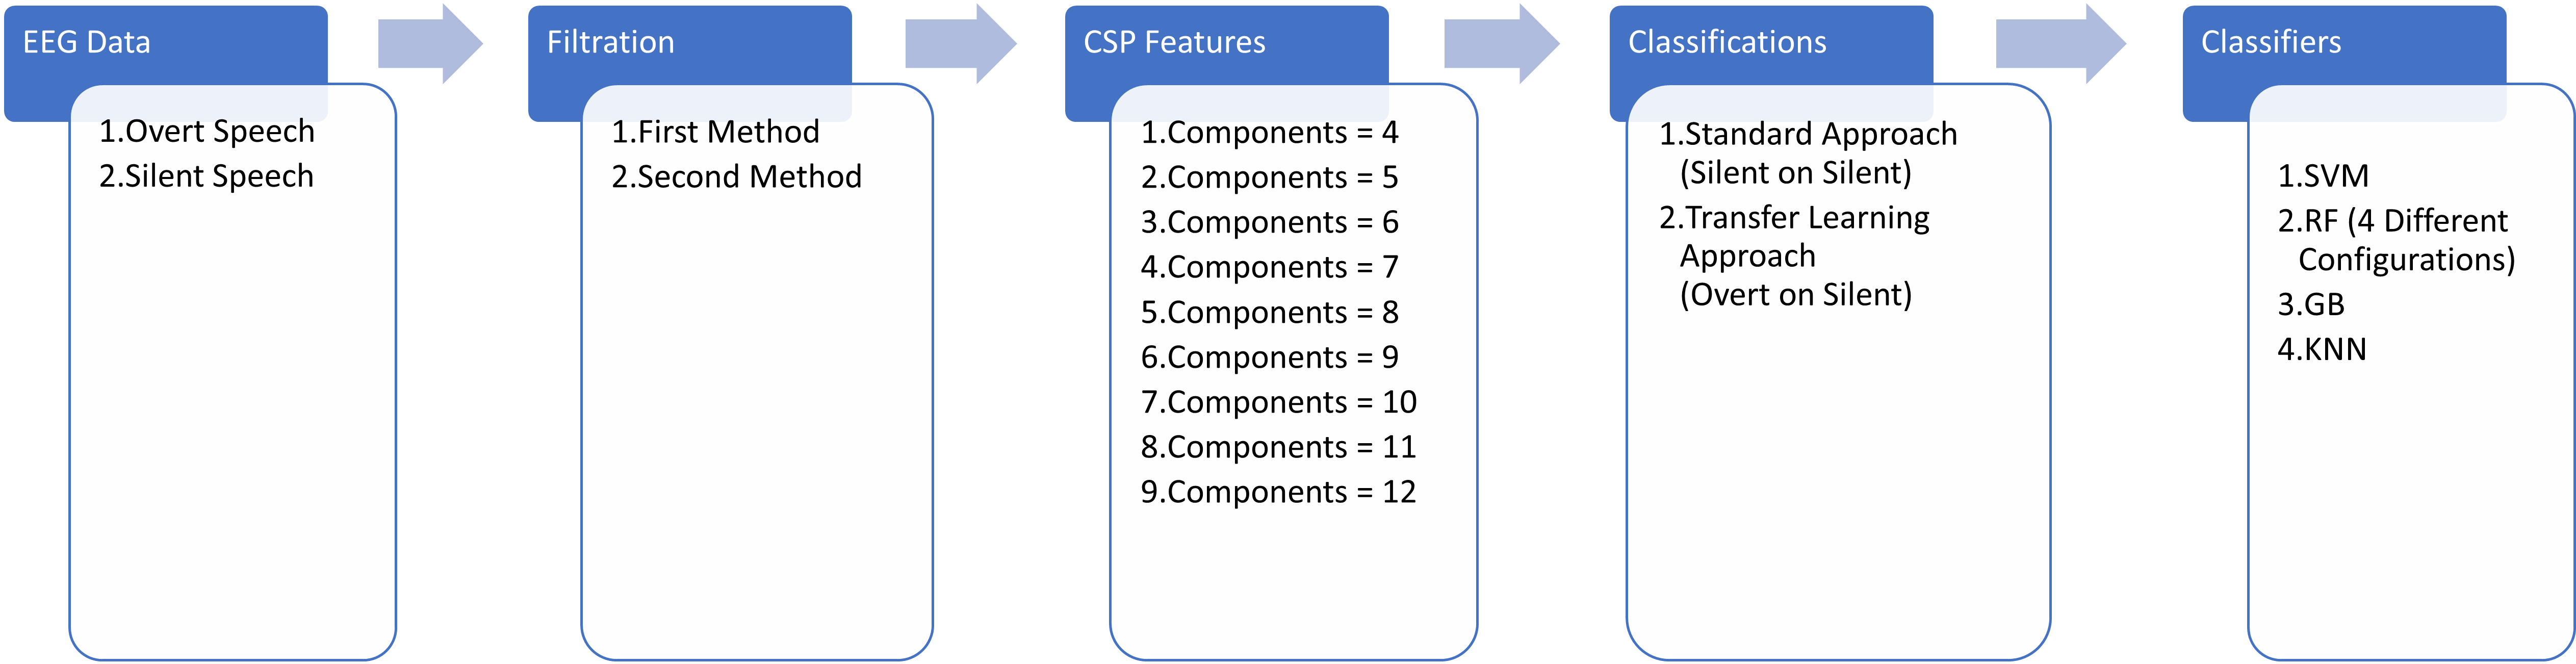 EEG Data
1.Overt Speech
2.Silent Speech
Filtration
1.First Method
2.Second Method
CSP Features
1.Components = 4
2.Components = 5
3.Components = 6
4.Components = 7
5.Components = 8
6.Components = 9
7.Components = 10
8.Components = 11
9.Components = 12
Classifications
1.Standard Approach
(Silent on Silent)
2.Transfer Learning
Approach
(Overt on Silent)
Classifiers
1.SVM
2.RF (4 Different
Configurations)
3.GB
4.KNN